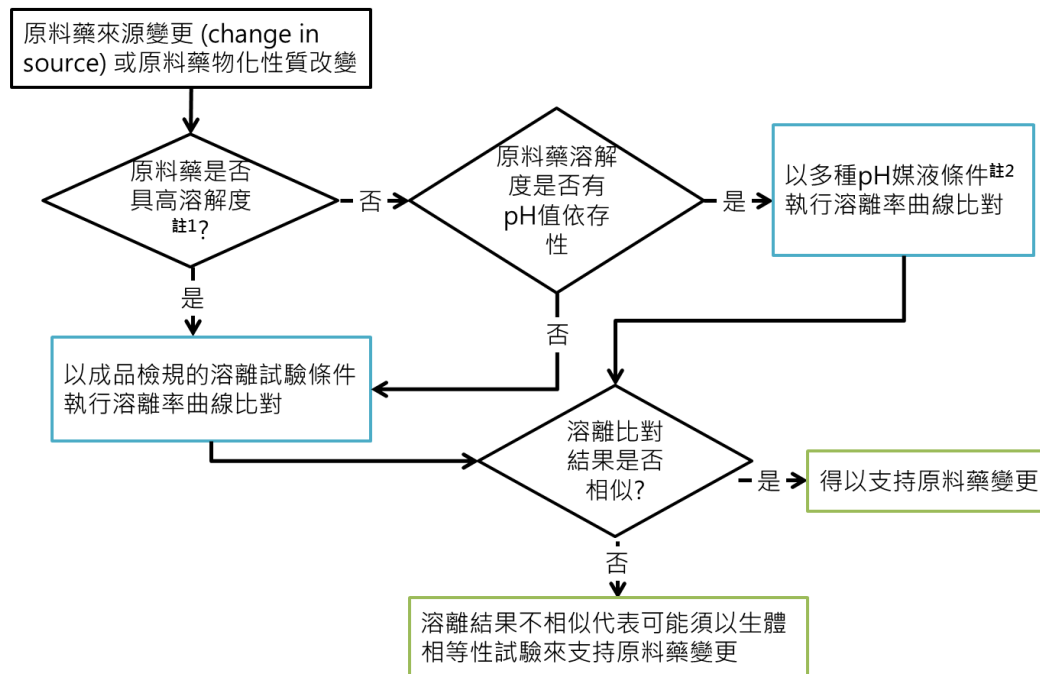 原料藥來源變更 (change in
source) 或原料藥物化性質改變
原料藥是否
具高溶解度
註1?
否
原料藥溶解
度是否有
pH值依存
性
是
以多種pH媒液條件註2
執行溶離率曲線比對
是
否
以成品檢規的溶離試驗條件
執行溶離率曲線比對
溶離比對
結果是否
相似?
是
得以支持原料藥變更
否
溶離結果不相似代表可能須以生體
相等性試驗來支持原料藥變更